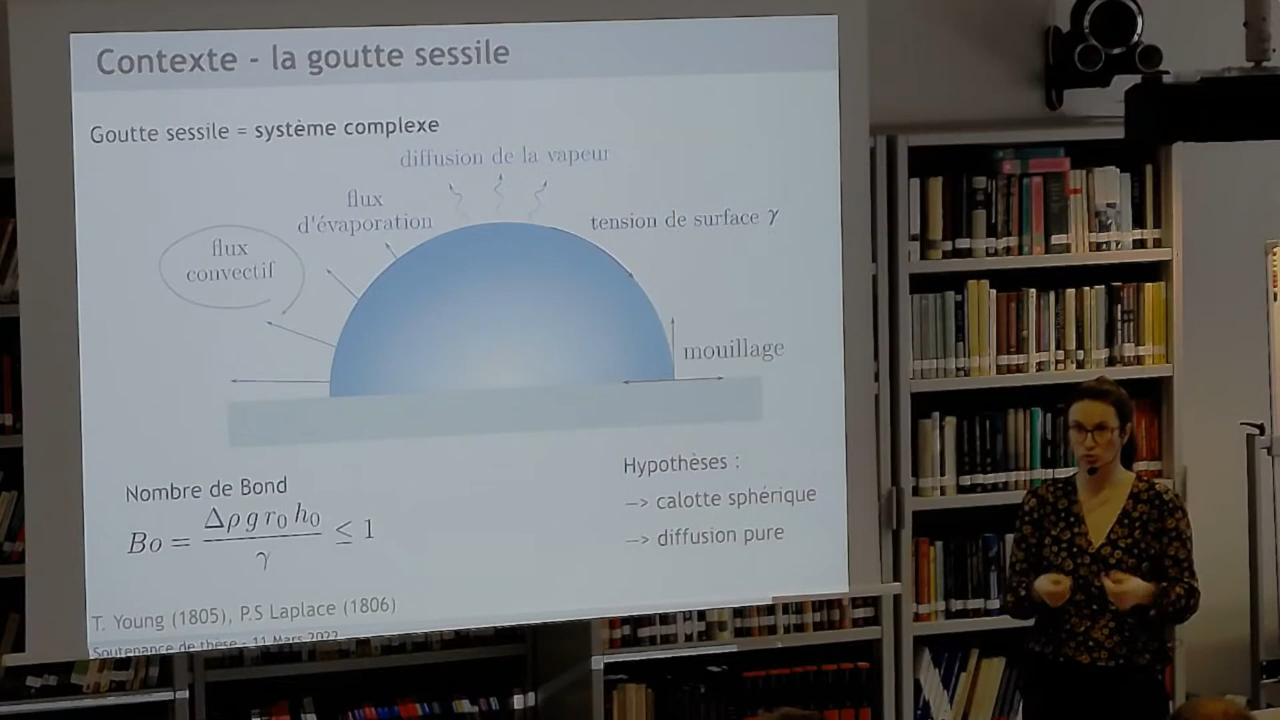 Contexte - la goutte sessile
Goutte sessile = système complexe
diffusion de la vapeur
flux
d'évaporation
tension de surface γ
flux
convectif
mouillage
Nombre de Bond
Bo = Δρ g r₀ h₀ / γ ≤ 1
Hypothèses :
—> calotte sphérique
—> diffusion pure
T. Young (1805), P.S Laplace (1806)
Soutenance de thèse - 11 Mars 2022